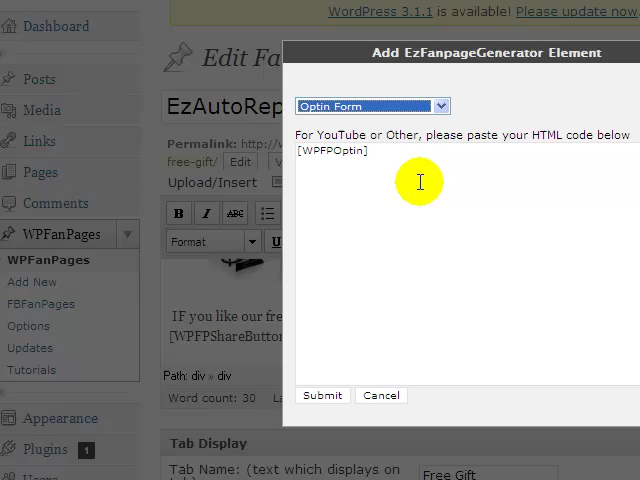 WordPress 3.1.1 is available! Please update now.
Dashboard
Posts
Media
Links
Pages
Comments
WPFanPages
WPFanPages
Add New
FBFanPages
Options
Updates
Tutorials
Appearance
Plugins 1
Edit Fa
EzAutoRep
Permalink: http://
free-gift/ Edit
Upload/Insert
B I ABC
Format U
IF you like our fre
[WPFPShareButton
Path: div » div
Word count: 30
Tab Display
Tab Name: (text which displays on
Free Gift
Add EzFanpageGenerator Element
Optin Form
For YouTube or Other, please paste your HTML code below
[WPFPOptin]
Submit Cancel